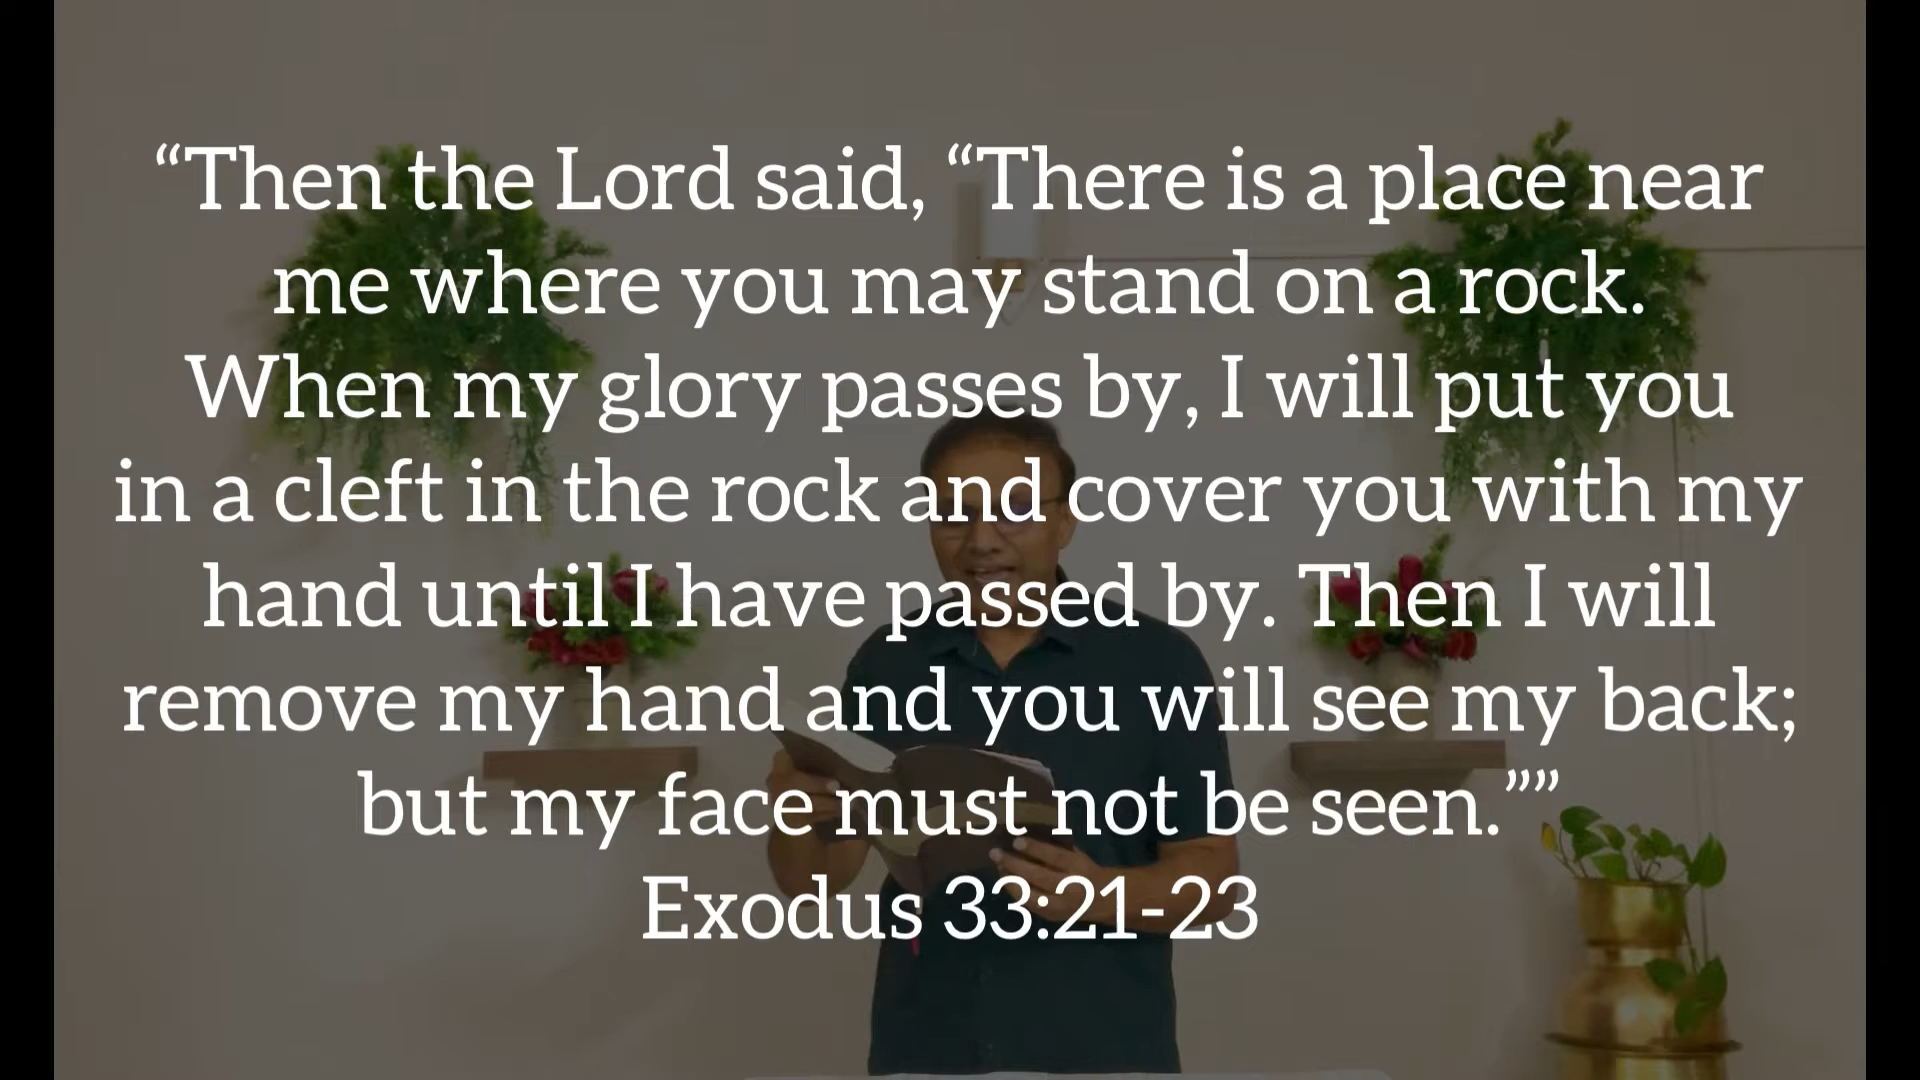 “Then the Lord said, “There is a place near
me where you may stand on a rock.
When my glory passes by, I will put you
in a cleft in the rock and cover you with my
hand until I have passed by. Then I will
remove my hand and you will see my back;
but my face must not be seen.””
Exodus 33:21-23